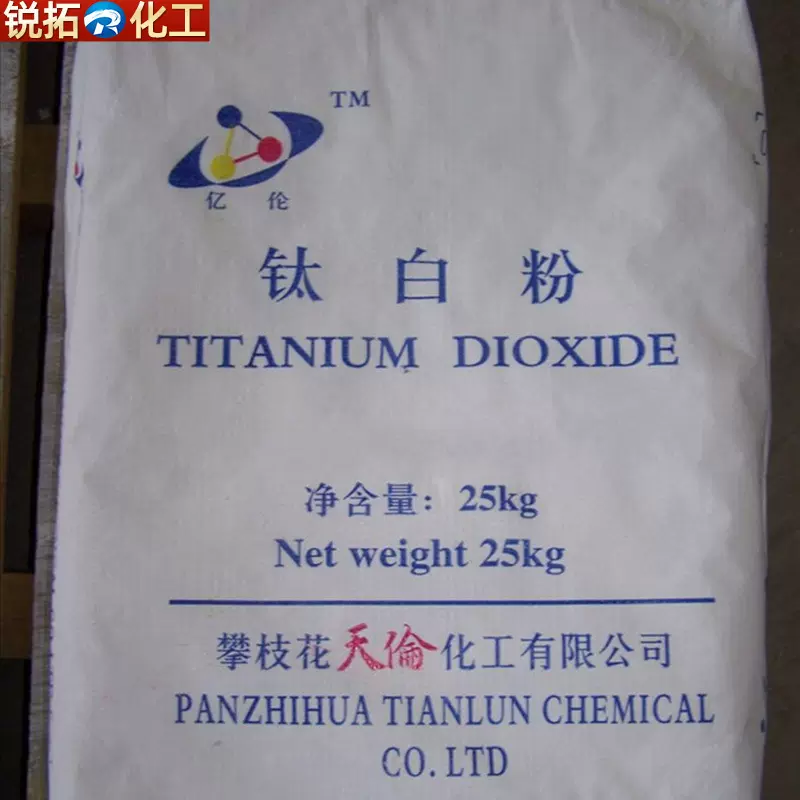 锐拓 化工
TM
亿 伦
钛 白 粉
TITANIUM DIOXIDE
净含量: 25kg
Net weight 25kg
攀枝花天倫化工有限公司
PANZHIHUA TIANLUN CHEMICAL
CO. LTD